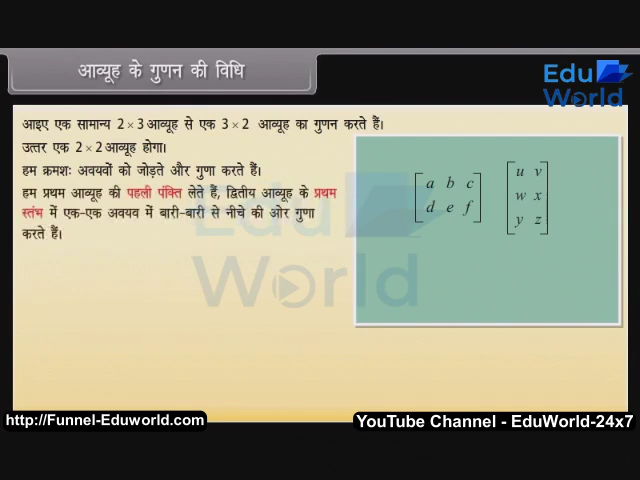 आव्यूह के गुणन की विधि
Edu
World
आइए एक सामान्य 2 × 3 आव्यूह से एक 3 × 2 आव्यूह का गुणन करते हैं।
उत्तर एक 2 × 2 आव्यूह होगा।
हम क्रमशः अवयवों को जोड़ते और गुणा करते हैं।
हम प्रथम आव्यूह की पहली पंक्ति लेते हैं, द्वितीय आव्यूह के प्रथम
स्तंभ में एक-एक अवयव में बारी-बारी से नीचे की ओर गुणा
करते हैं।
a b c
d e f
u v
w x
y z
Edu
World
http://Funnel-Eduworld.com
YouTube Channel - EduWorld-24x7